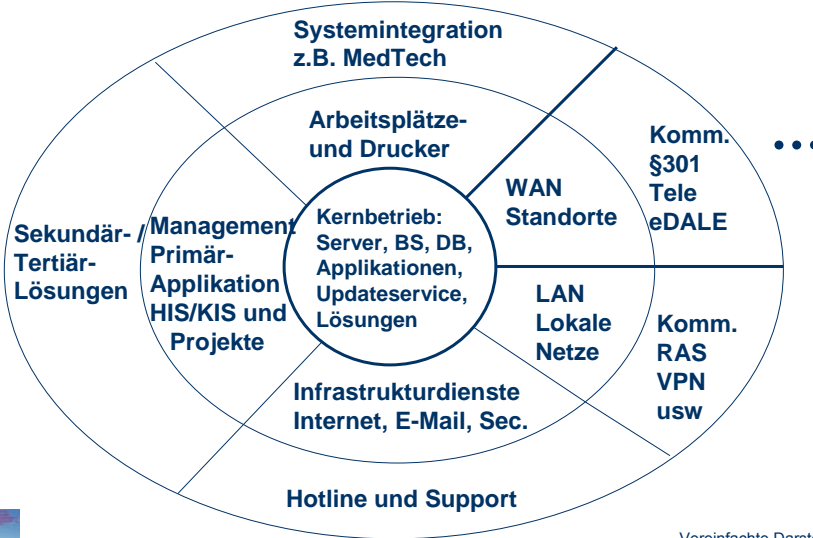 Systemintegration
z.B. MedTech
Arbeitsplätze-
und Drucker
Komm.
§301
Tele
eDALE
WAN
Standorte
Sekundär- /
Tertiär-
Lösungen
Management
Primär-
Applikation
HIS/KIS und
Projekte
Kernbetrieb:
Server, BS, DB,
Applikationen,
Updateservice,
Lösungen
LAN
Lokale
Netze
Komm.
RAS
VPN
usw
Infrastrukturdienste
Internet, E-Mail, Sec.
Hotline und Support
Vereinfachte